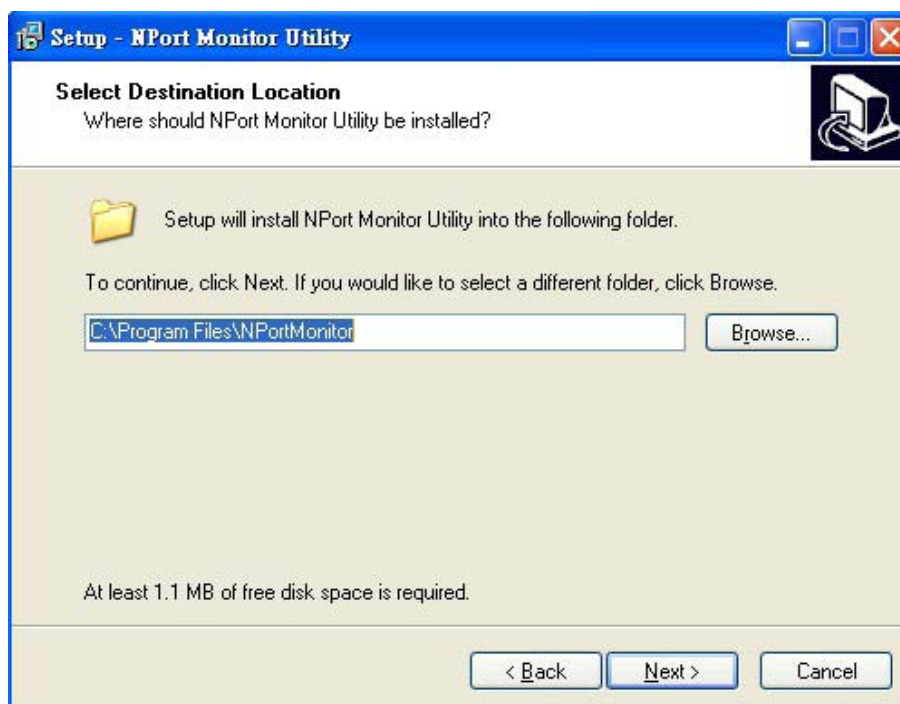 Setup - NPort Monitor Utility
Select Destination Location
Where should NPort Monitor Utility be installed?
Setup will install NPort Monitor Utility into the following folder.
To continue, click Next. If you would like to select a different folder, click Browse.
C:\Program Files\NPortMonitor
Browse...
At least 1.1 MB of free disk space is required.
< Back
Next >
Cancel